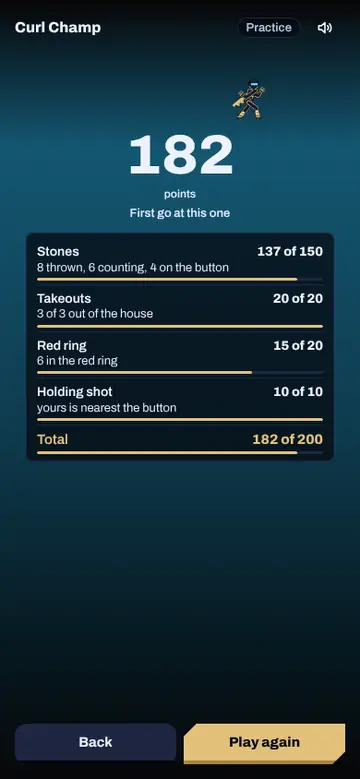 Curl Champ
Practice
182
points
First go at this one
Stones 137 of 150
8 thrown, 6 counting, 4 on the button
Takeouts 20 of 20
3 of 3 out of the house
Red ring 15 of 20
6 in the red ring
Holding shot 10 of 10
yours is nearest the button
Total 182 of 200
Back
Play again